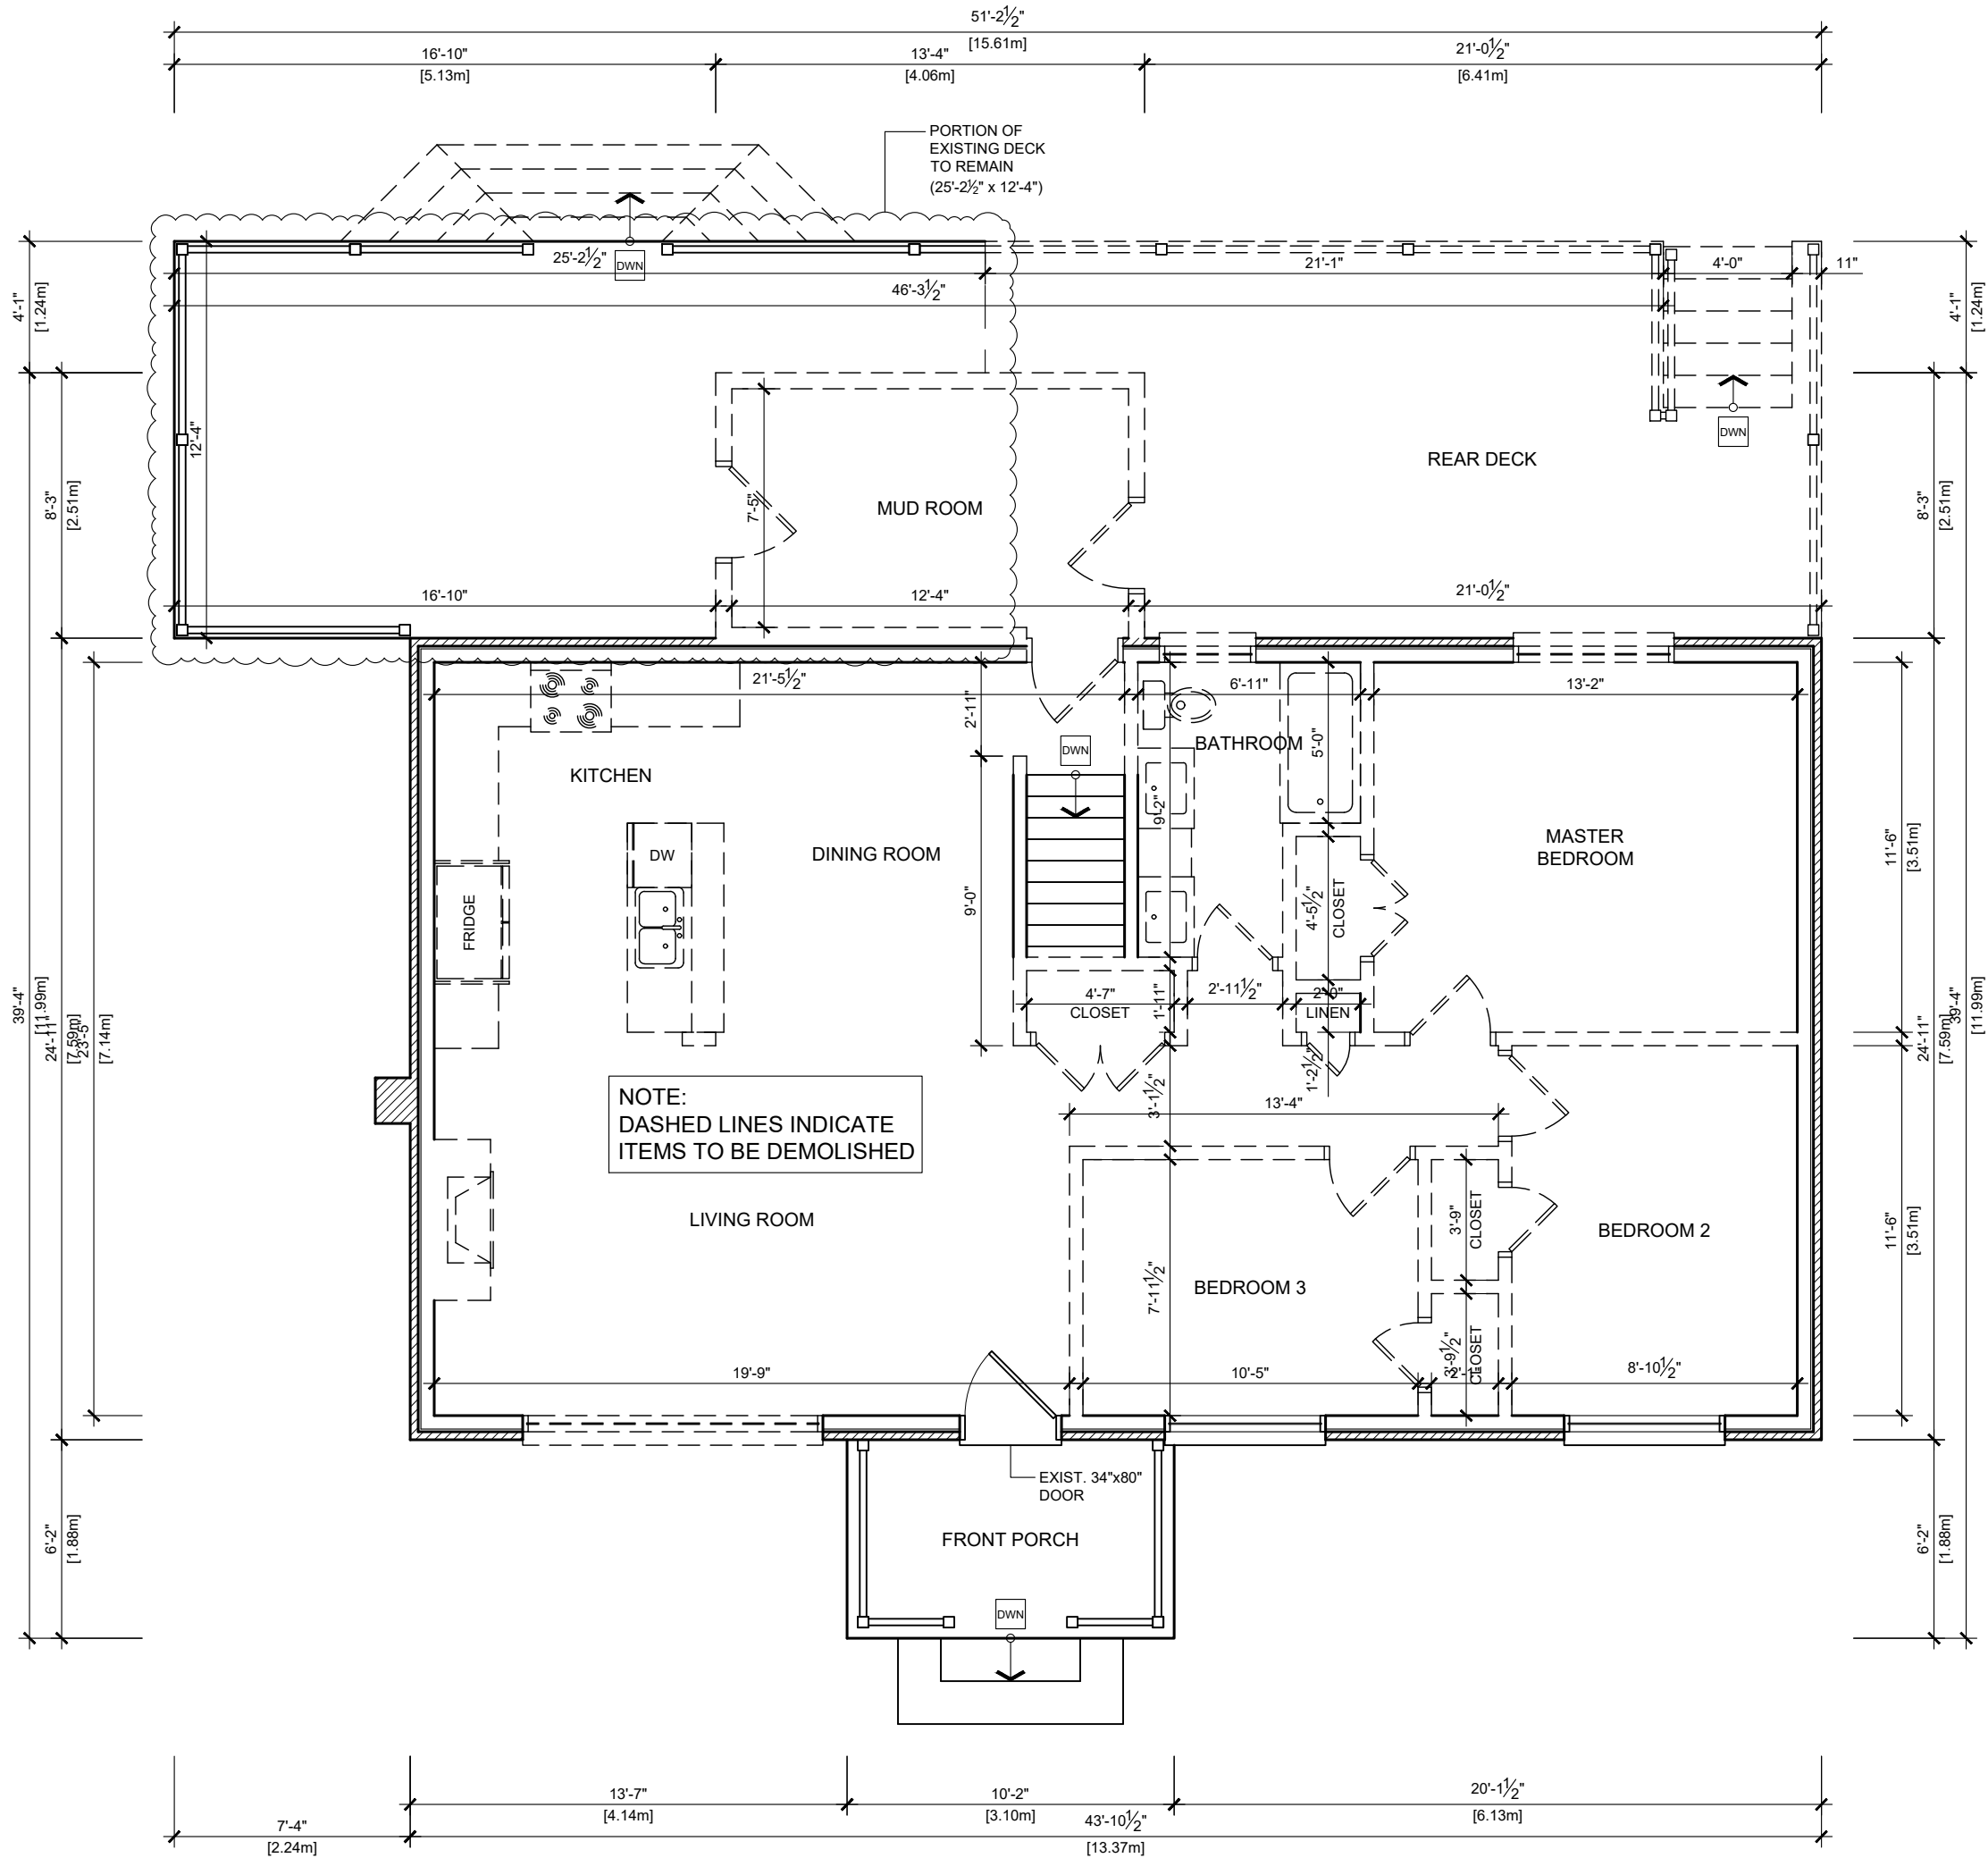 51'-2½"
[15.61m]
16'-10"
[5.13m]
13'-4"
[4.06m]
21'-0½"
[6.41m]
PORTION OF
EXISTING DECK
TO REMAIN
(25'-2½" x 12'-4")
25'-2½"
DWN
21'-1"
4'-0"
11"
46'-3½"
4'-1"
[1.24m]
4'-1"
[1.24m]
12'-4"
8'-3"
[2.51m]
7'-5"
MUD ROOM
REAR DECK
DWN
8'-3"
[2.51m]
16'-10"
12'-4"
21'-0½"
21'-5½"
6'-11"
13'-2"
2'-11"
DWN
BATHROOM
5'-0"
KITCHEN
9'-2"
DW
DINING ROOM
MASTER
BEDROOM
11'-6"
[3.51m]
FRIDGE
9'-0"
4'-5½"
CLOSET
4'-7"
CLOSET
1'-11"
2'-11½"
2'-0"
LINEN
39'-4"
[11.99m]
24'-11"
[7.59m]
23'-5"
[7.14m]
24'-11"
[7.59m]
39'-4"
[11.99m]
1'-2½"
3'-1½"
13'-4"
NOTE:
DASHED LINES INDICATE
ITEMS TO BE DEMOLISHED
LIVING ROOM
3'-9"
CLOSET
BEDROOM 2
11'-6"
[3.51m]
7'-11½"
BEDROOM 3
3'-9½"
CLOSET
19'-9"
10'-5"
8'-10½"
EXIST. 34"x80"
DOOR
FRONT PORCH
6'-2"
[1.88m]
6'-2"
[1.88m]
DWN
13'-7"
[4.14m]
10'-2"
[3.10m]
20'-1½"
[6.13m]
7'-4"
[2.24m]
43'-10½"
[13.37m]